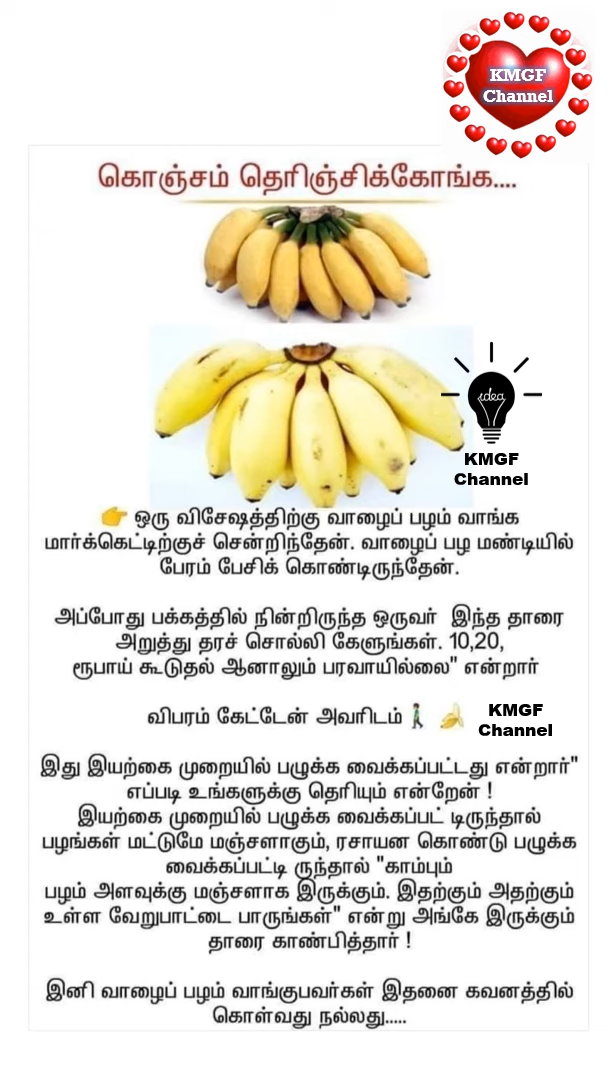 KMGF
Channel
கொஞ்சம் தெரிஞ்சிக்கோங்க....
idea
KMGF
Channel
👉 ஒரு விசேஷத்திற்கு வாழைப் பழம் வாங்க
மார்க்கெட்டிற்குச் சென்றிந்தேன். வாழைப் பழ மண்டியில்
பேரம் பேசிக் கொண்டிருந்தேன்.
அப்போது பக்கத்தில் நின்றிருந்த ஒருவர் இந்த தாரை
அறுத்து தரச் சொல்லி கேளுங்கள். 10,20,
ரூபாய் கூடுதல் ஆனாலும் பரவாயில்லை" என்றார்
விபரம் கேட்டேன் அவரிடம் 🚶 🍌
KMGF
Channel
இது இயற்கை முறையில் பழுக்க வைக்கப்பட்டது என்றார்"
எப்படி உங்களுக்கு தெரியும் என்றேன் !
இயற்கை முறையில் பழுக்க வைக்கப்பட் டிருந்தால்
பழங்கள் மட்டுமே மஞ்சளாகும், ரசாயன கொண்டு பழுக்க
வைக்கப்பட்டி ருந்தால் "காம்பும்
பழம் அளவுக்கு மஞ்சளாக இருக்கும். இதற்கும் அதற்கும்
உள்ள வேறுபாட்டை பாருங்கள்" என்று அங்கே இருக்கும்
தாரை காண்பித்தார் !
இனி வாழைப் பழம் வாங்குபவர்கள் இதனை கவனத்தில்
கொள்வது நல்லது.....